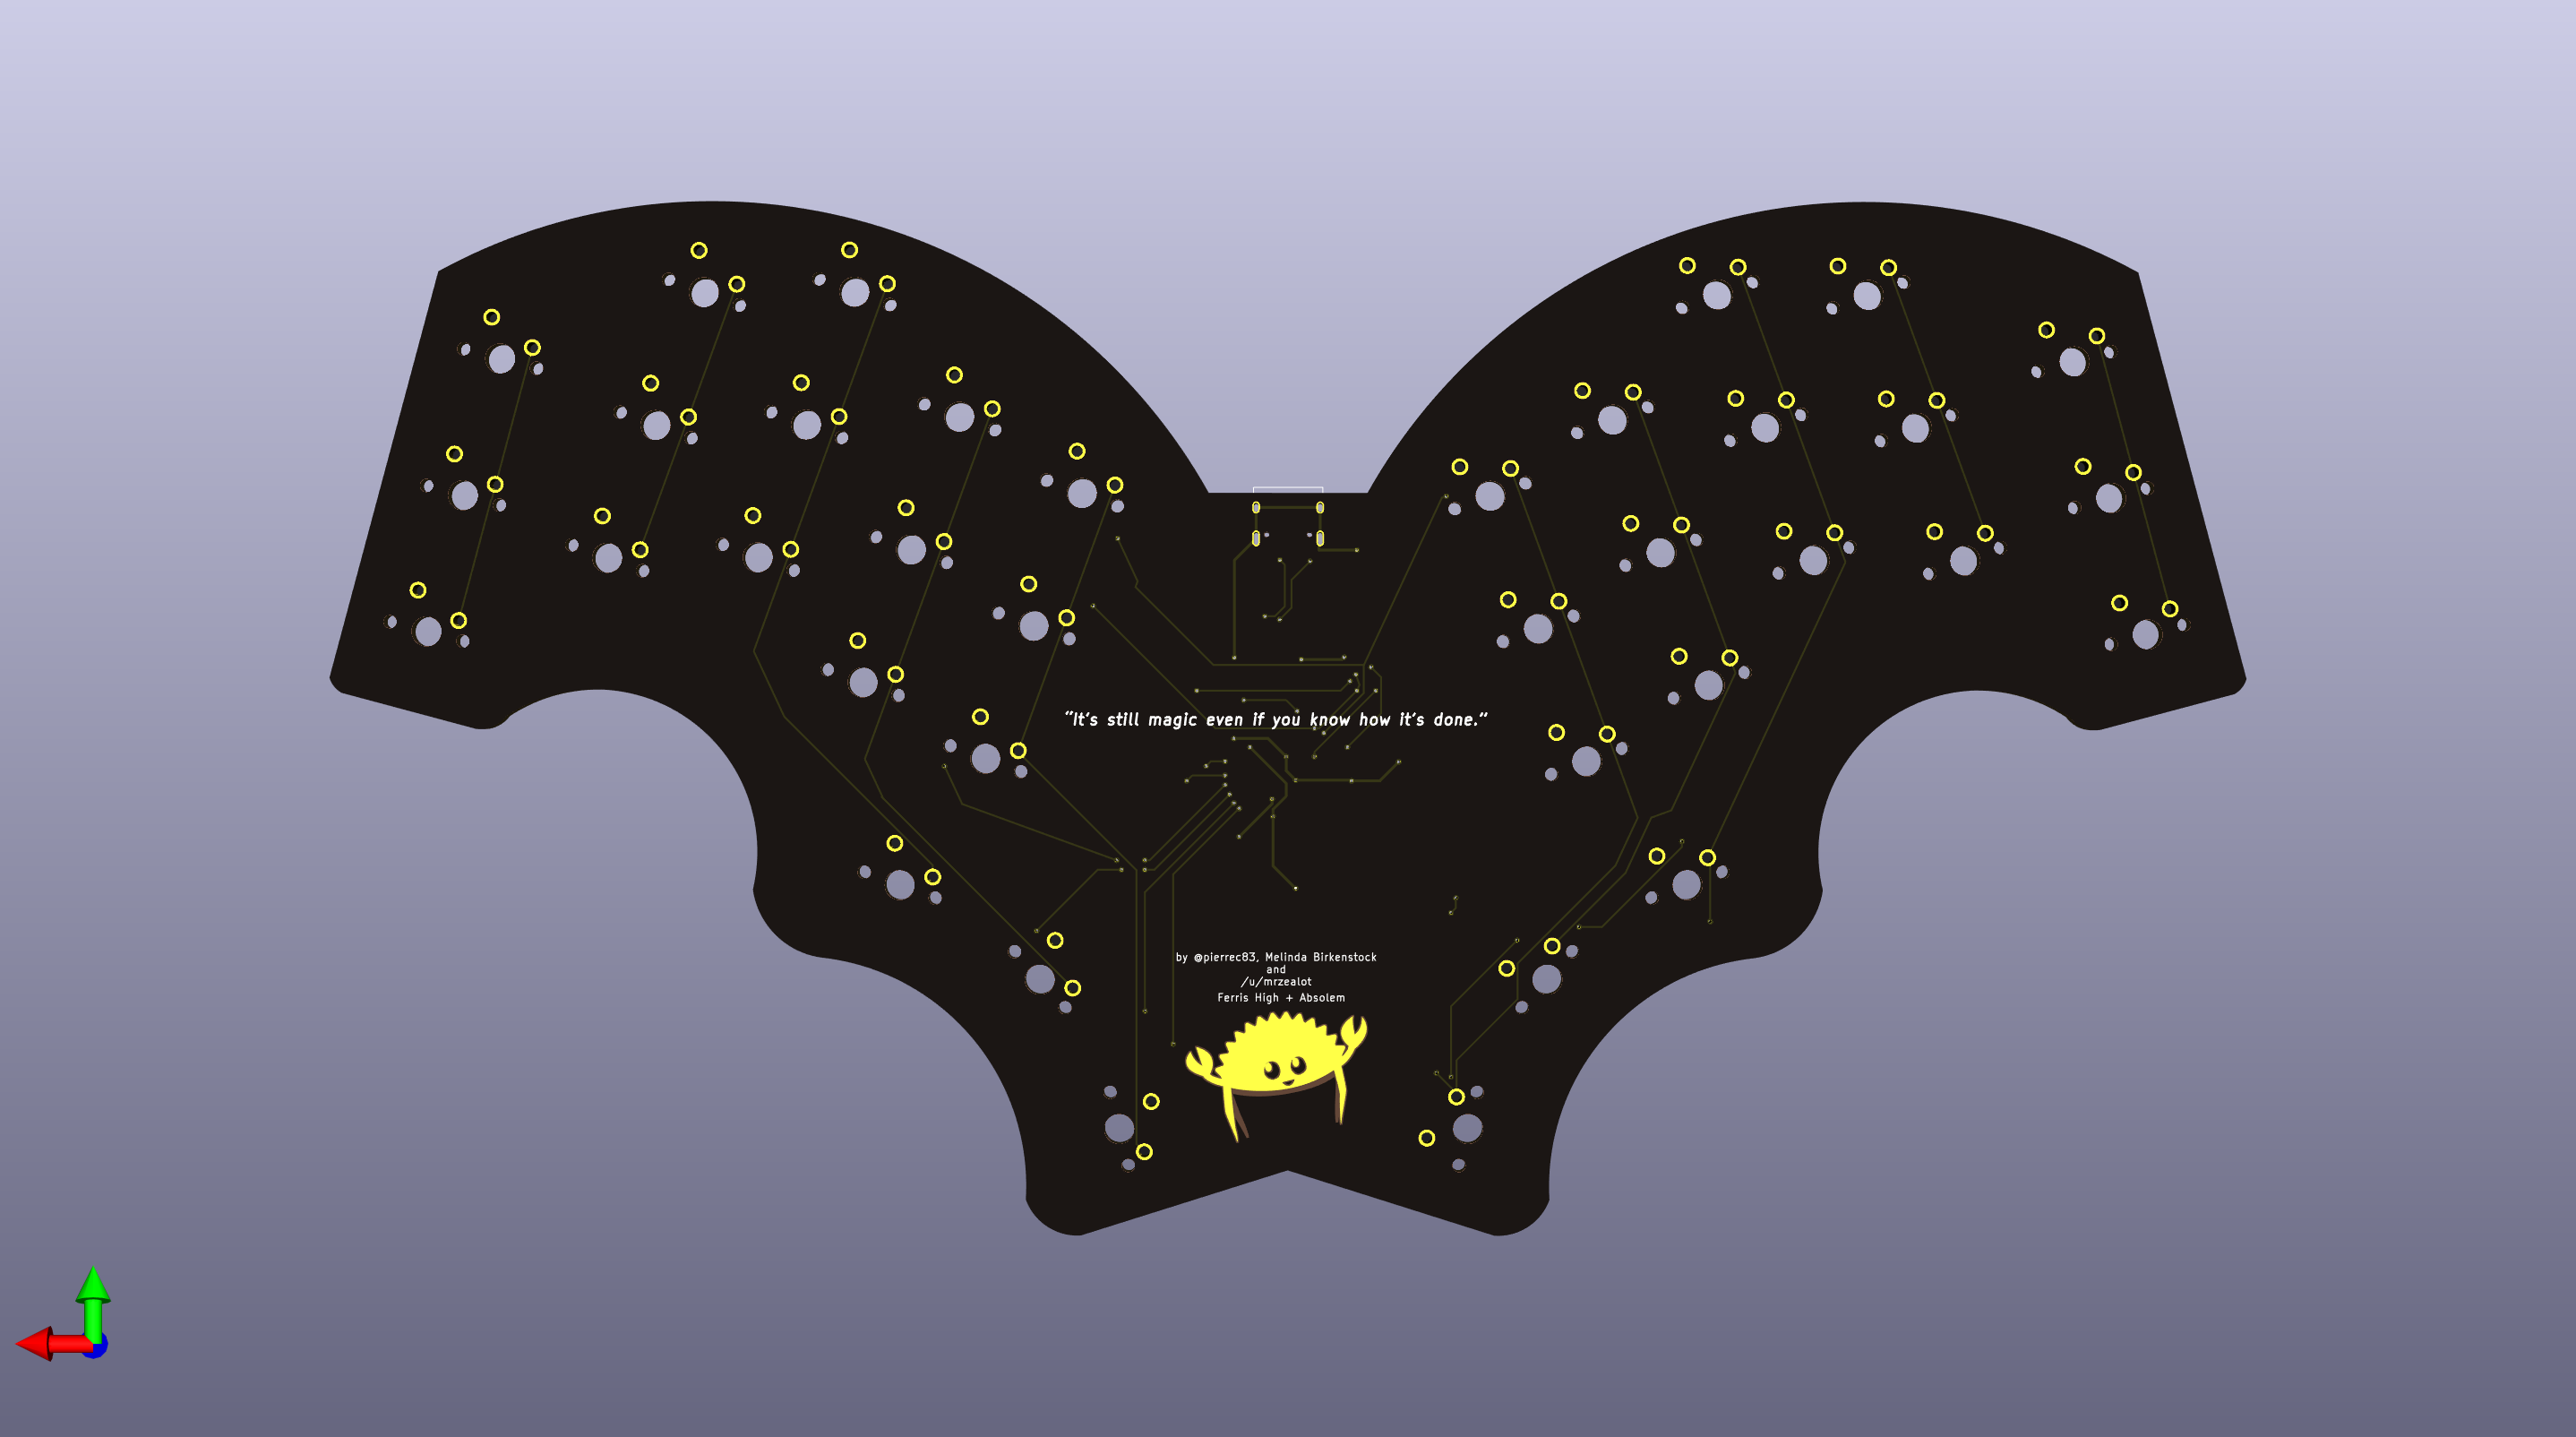 “It’s still magic even if you know how it’s done.”
by @pierrec83, Melinda Birkenstock
and
/u/mrzealot
Ferris High + Absolem